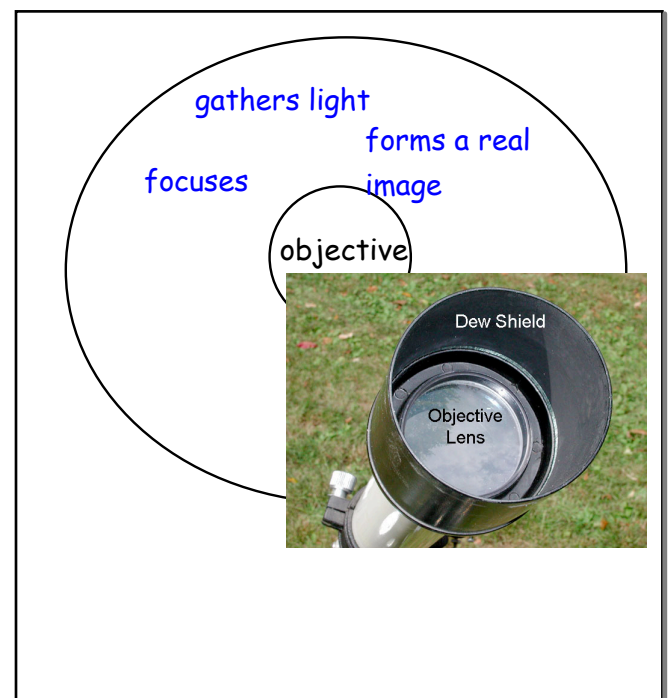 gathers light
forms a real
image
focuses
objective
Dew Shield
Objective
Lens